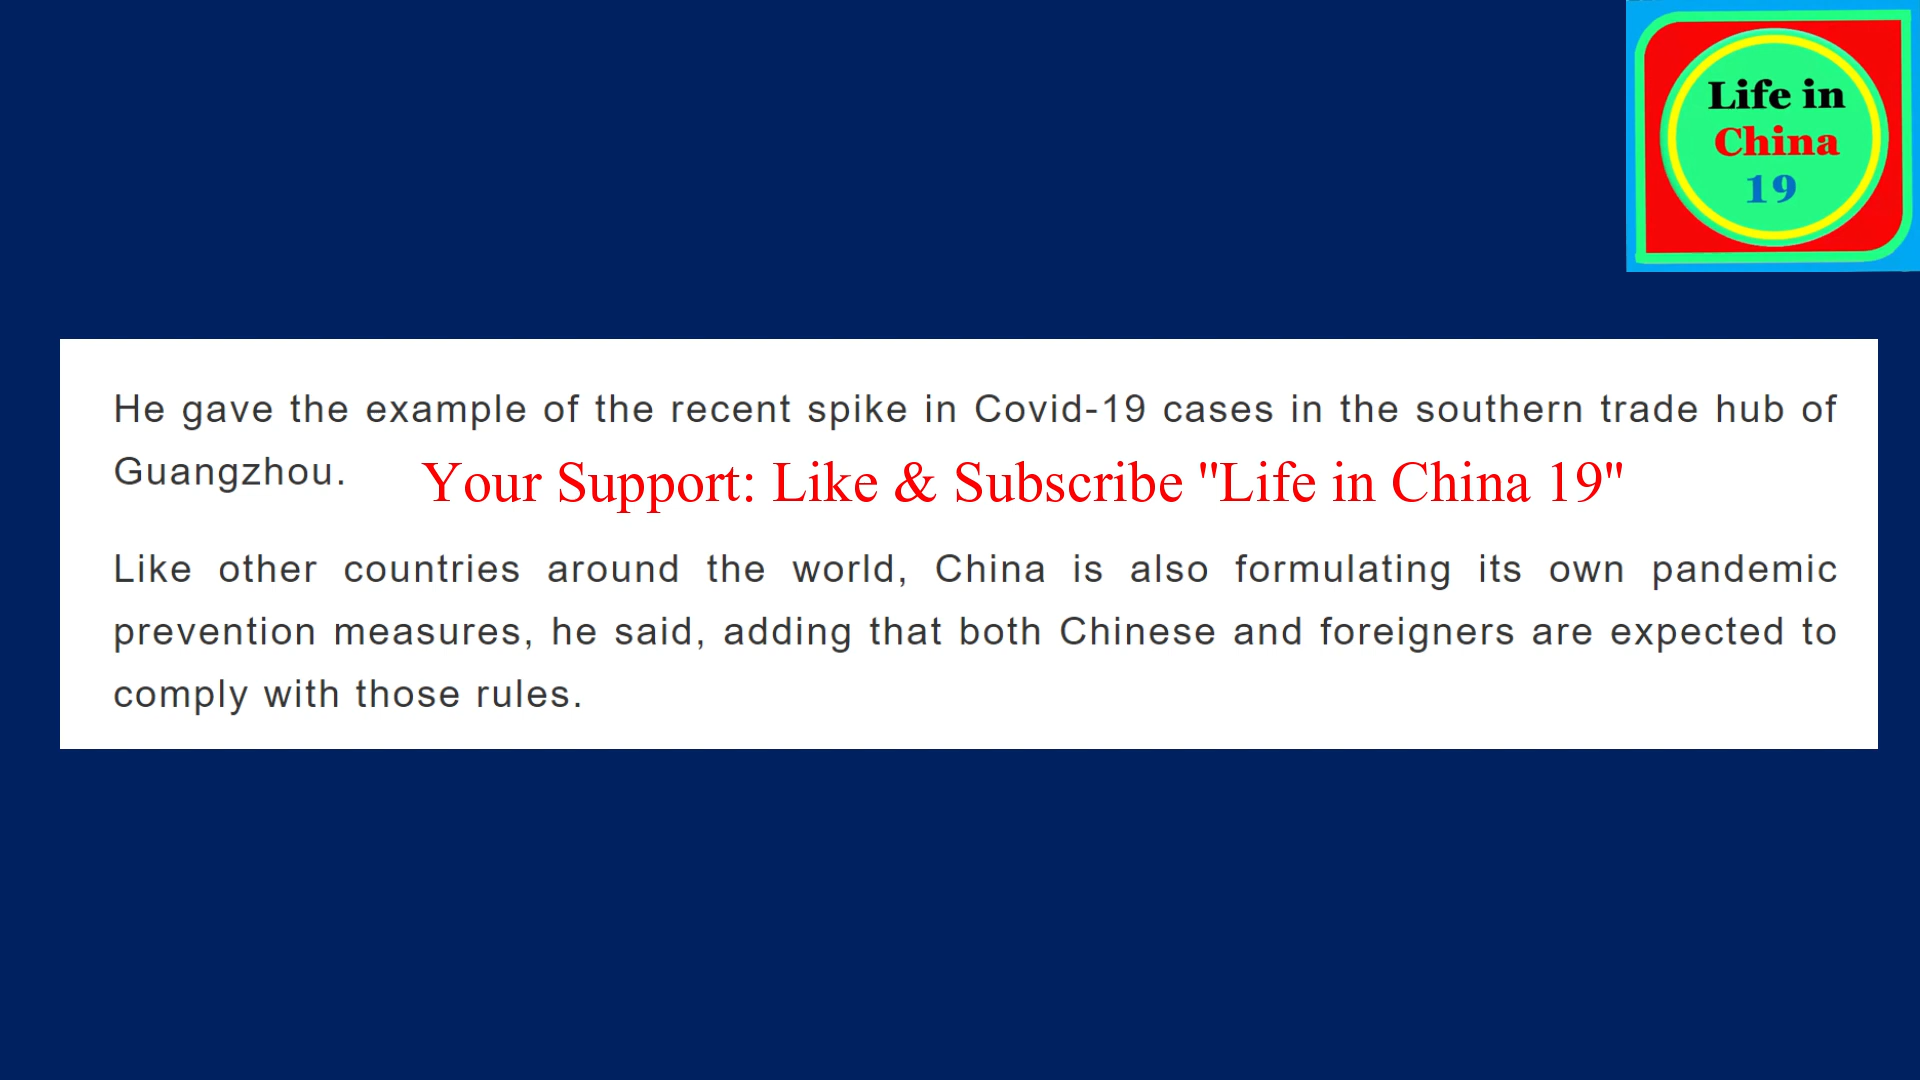 Life in
China
19
He gave the example of the recent spike in Covid-19 cases in the southern trade hub of
Guangzhou.
Your Support: Like & Subscribe "Life in China 19"
Like other countries around the world, China is also formulating its own pandemic
prevention measures, he said, adding that both Chinese and foreigners are expected to
comply with those rules.